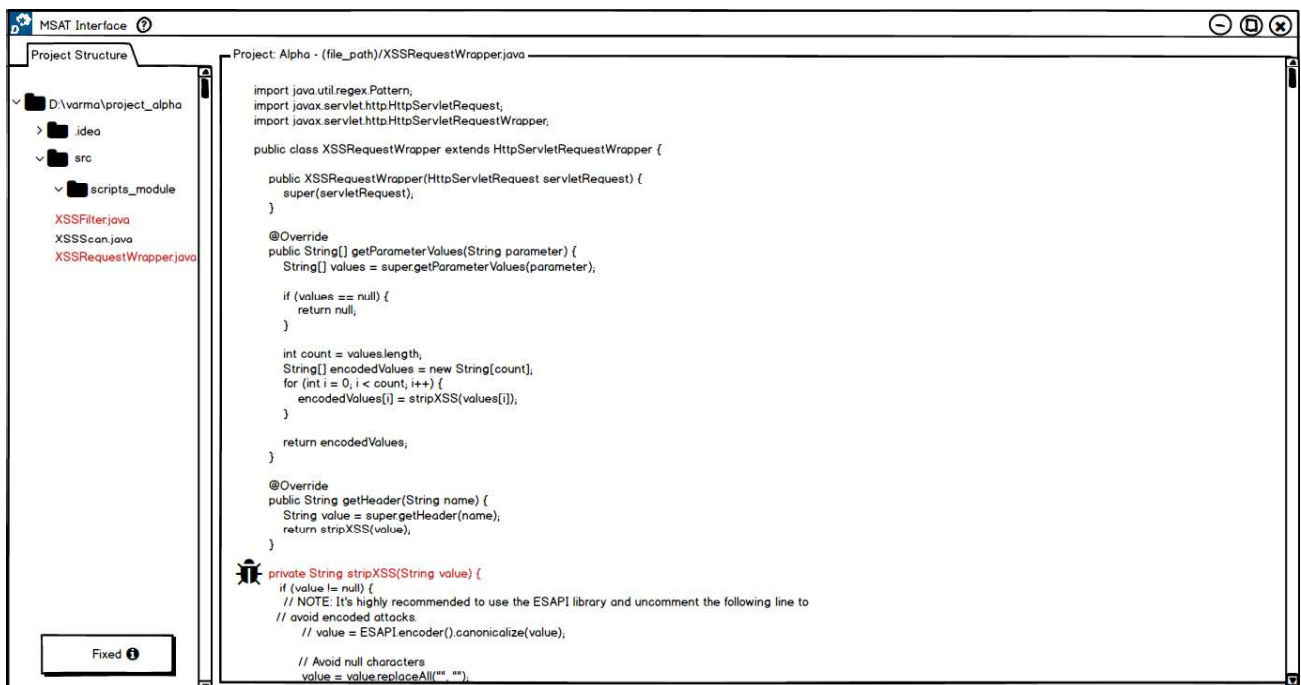 MSAT Interface ?
Project Structure
D:\varma\project_alpha
.idea
src
scripts_module
XSSFilter.java
XSSScan.java
XSSRequestWrapper.java
Fixed i
Project: Alpha - (file_path)/XSSRequestWrapper.java
import java.util.regex.Pattern;
import javax.servlet.http.HttpServletRequest;
import javax.servlet.http.HttpServletRequestWrapper;
public class XSSRequestWrapper extends HttpServletRequestWrapper {
public XSSRequestWrapper(HttpServletRequest servletRequest) {
super(servletRequest);
}
@Override
public String[] getParameterValues(String parameter) {
String[] values = super.getParameterValues(parameter);
if (values == null) {
return null;
}
int count = values.length;
String[] encodedValues = new String[count];
for (int i = 0; i < count; i++) {
encodedValues[i] = stripXSS(values[i]);
}
return encodedValues;
}
@Override
public String getHeader(String name) {
String value = super.getHeader(name);
return stripXSS(value);
}
private String stripXSS(String value) {
if (value != null) {
// NOTE: It's highly recommended to use the ESAPI library and uncomment the following line to
// avoid encoded attacks.
// value = ESAPI.encoder().canonicalize(value);
// Avoid null characters
value = value.replaceAll("", "");